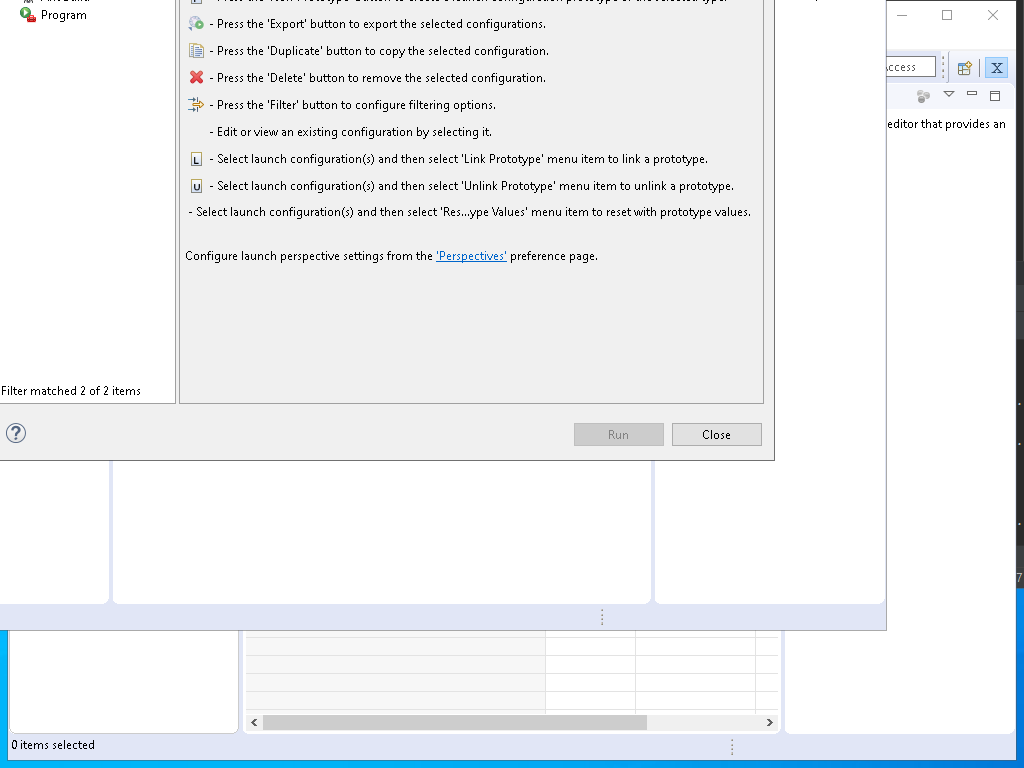 Program
- Press the 'Export' button to export the selected configurations.
- Press the 'Duplicate' button to copy the selected configuration.
- Press the 'Delete' button to remove the selected configuration.
- Press the 'Filter' button to configure filtering options.
- Edit or view an existing configuration by selecting it.
L - Select launch configuration(s) and then select 'Link Prototype' menu item to link a prototype.
U - Select launch configuration(s) and then select 'Unlink Prototype' menu item to unlink a prototype.
- Select launch configuration(s) and then select 'Res...ype Values' menu item to reset with prototype values.
Configure launch perspective settings from the 'Perspectives' preference page.
Filter matched 2 of 2 items
?
Run
Close
X
editor that provides an
7
0 items selected